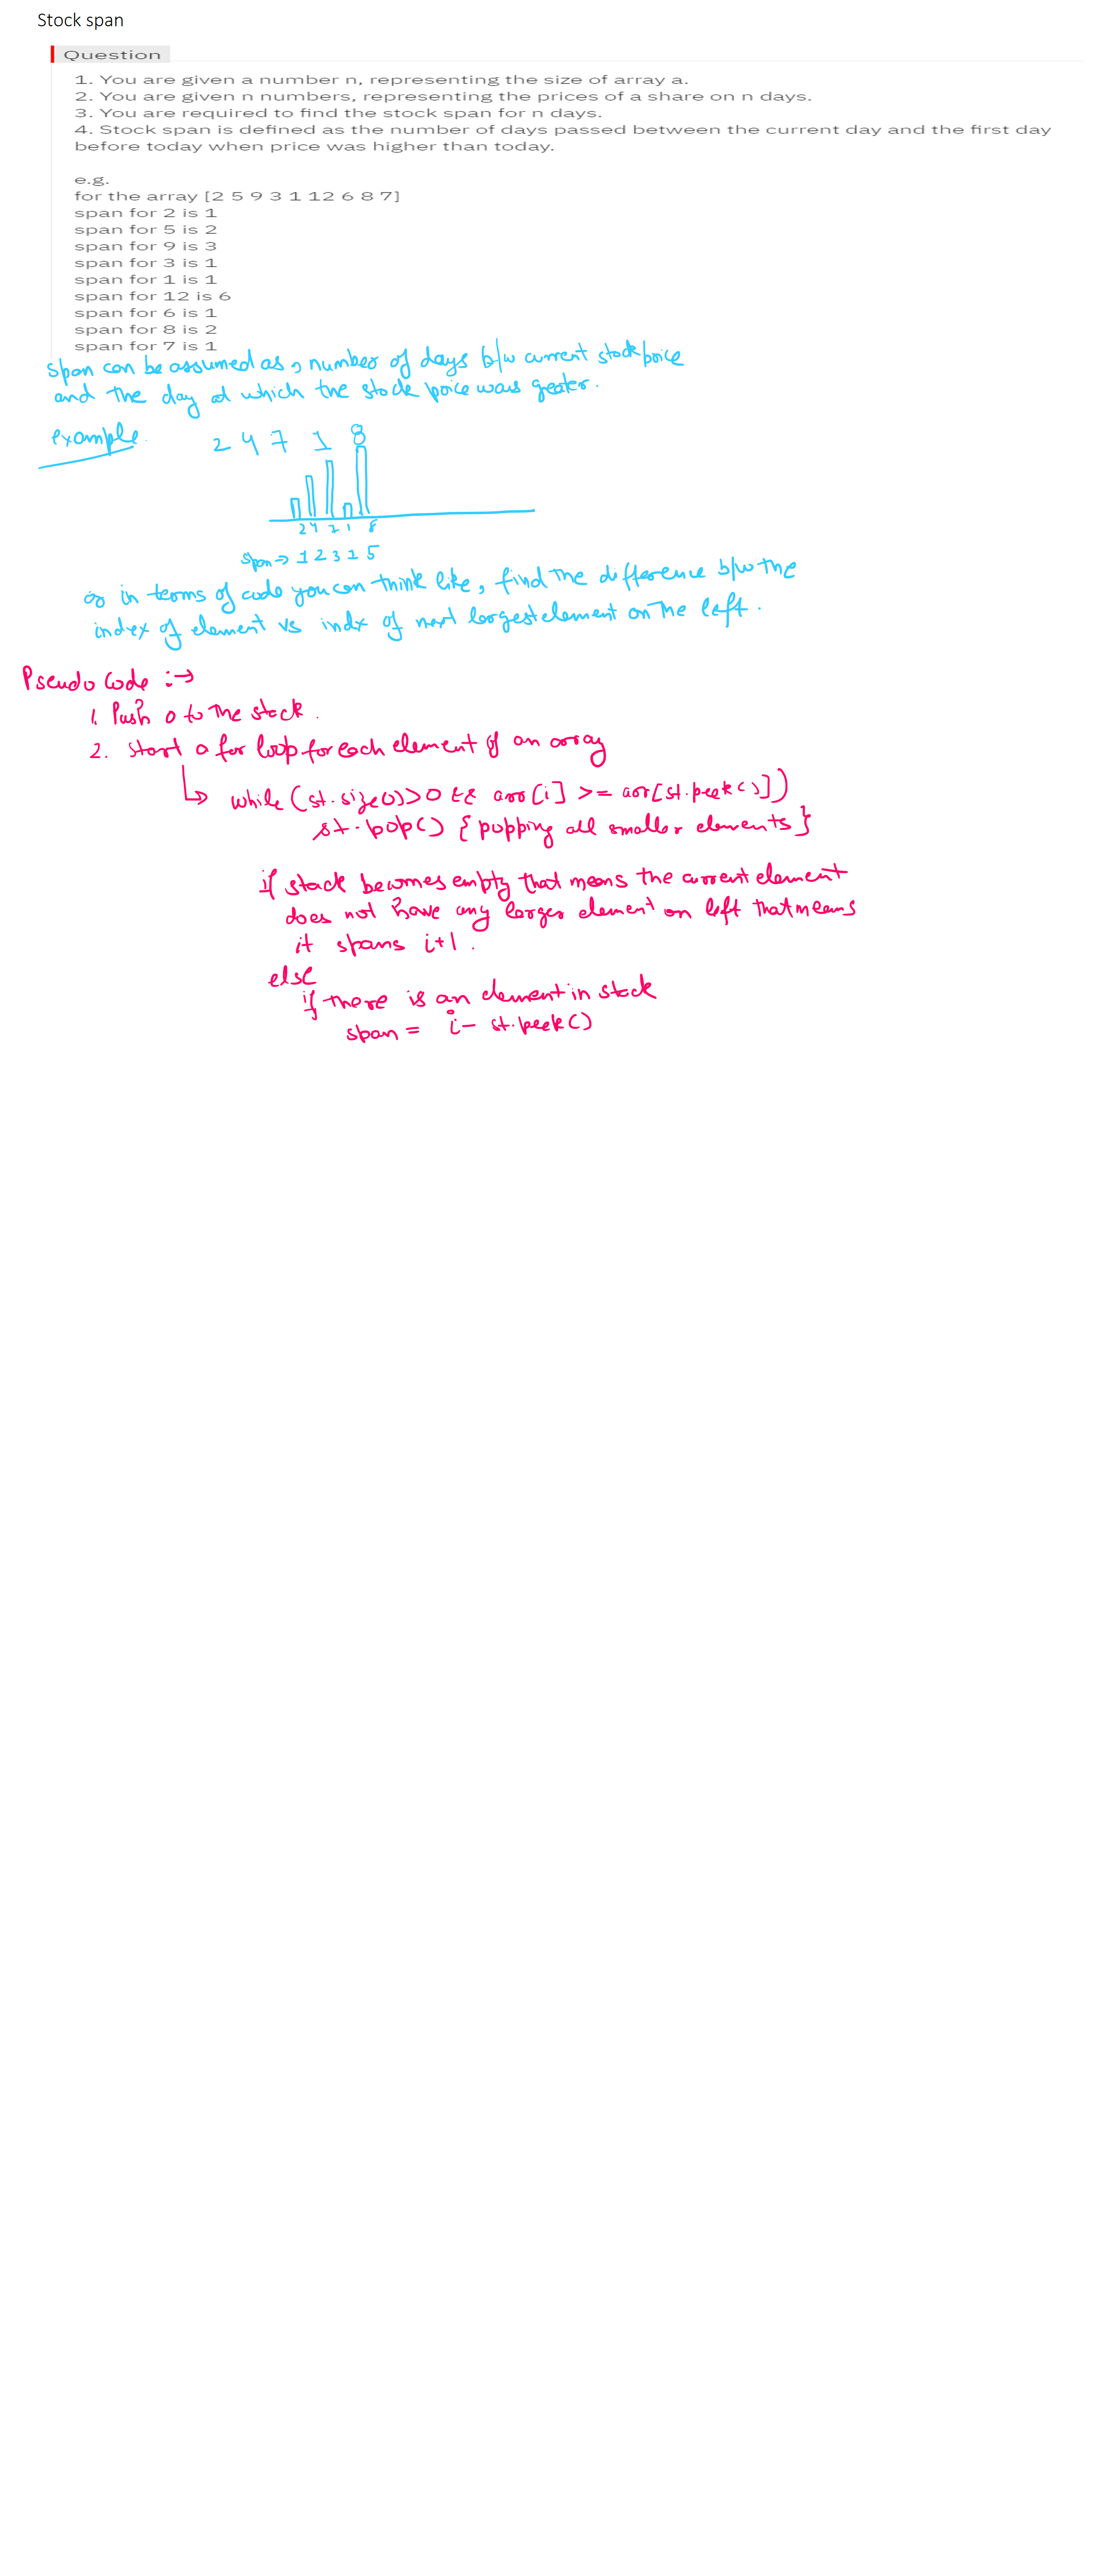 Stock span
Question
1. You are given a number n, representing the size of array a.
2. You are given n numbers, representing the prices of a share on n days.
3. You are required to find the stock span for n days.
4. Stock span is defined as the number of days passed between the current day and the first day
before today when price was higher than today.
e.g.
for the array [2 5 9 3 1 12 6 8 7]
span for 2 is 1
span for 5 is 2
span for 9 is 3
span for 3 is 1
span for 1 is 1
span for 12 is 6
span for 6 is 1
span for 8 is 2
span for 7 is 1
span can be assumed as, number of days b/w current stock price
and the day at which the stock price was greater.
example.
2 4 7 1 8
2 4 7 1 8
span → 1 2 3 1 5
or in terms of code you can think like, find the difference b/w the
index of element vs indx of next largest element on the left.
Pseudo Code :→
1. Push 0 to the stack.
2. Start a for loop for each element of an array
↳ while (st.size()>0 && arr[i] >= arr[st.peek()])
st.pop() {popping all smaller elements}
if stack becomes empty that means the current element
does not have any larger element on left that means
it spans i+1.
else
if there is an element in stack
span = i - st.peek()